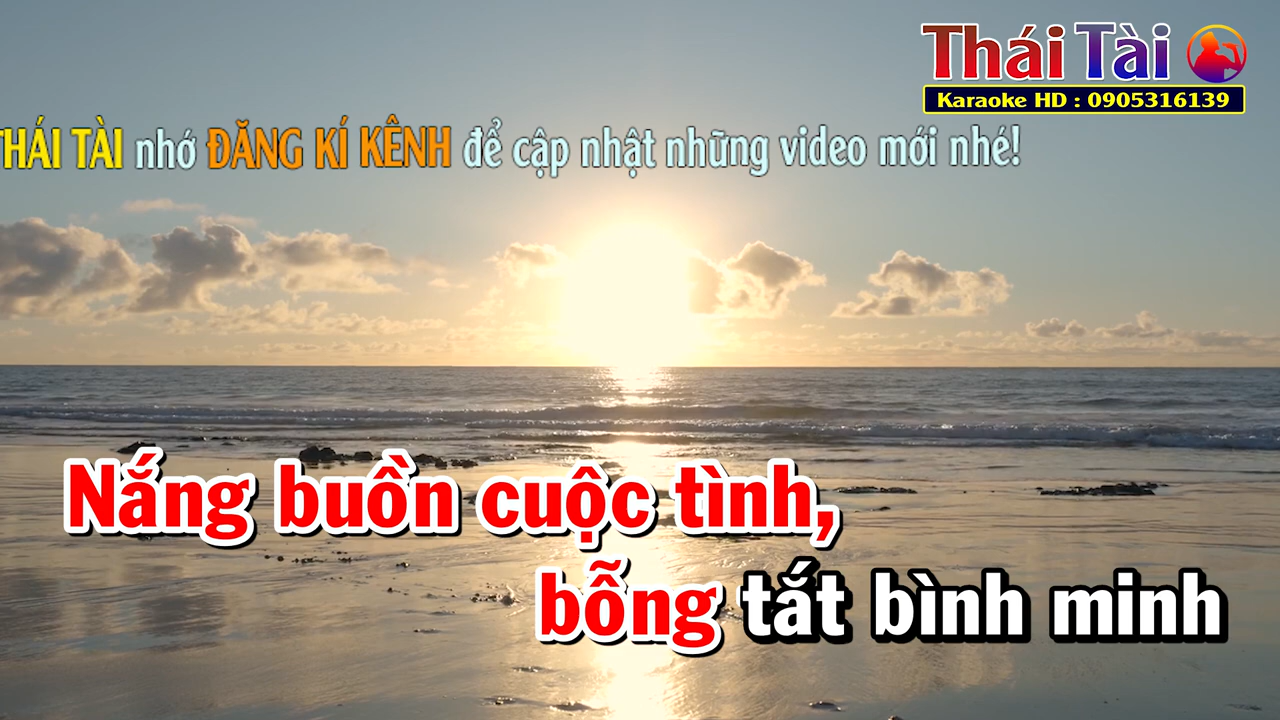 Thái Tài
Karaoke HD : 0905316139
THÁI TÀI nhớ ĐĂNG KÍ KÊNH để cập nhật những video mới nhé!
Nắng buồn cuộc tình,
bỗng tắt bình minh